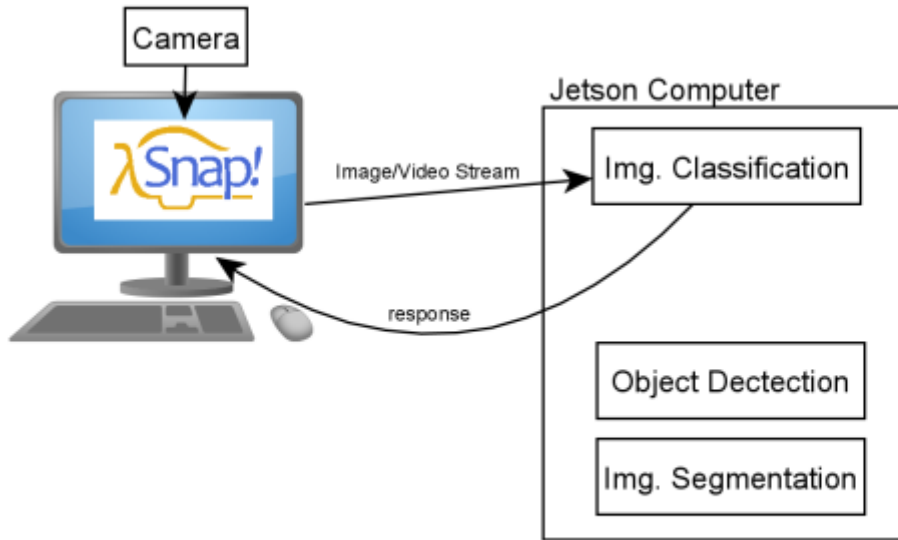 Camera
λSnap!
Jetson Computer
Img. Classification
Image/Video Stream
response
Object Dectection
Img. Segmentation